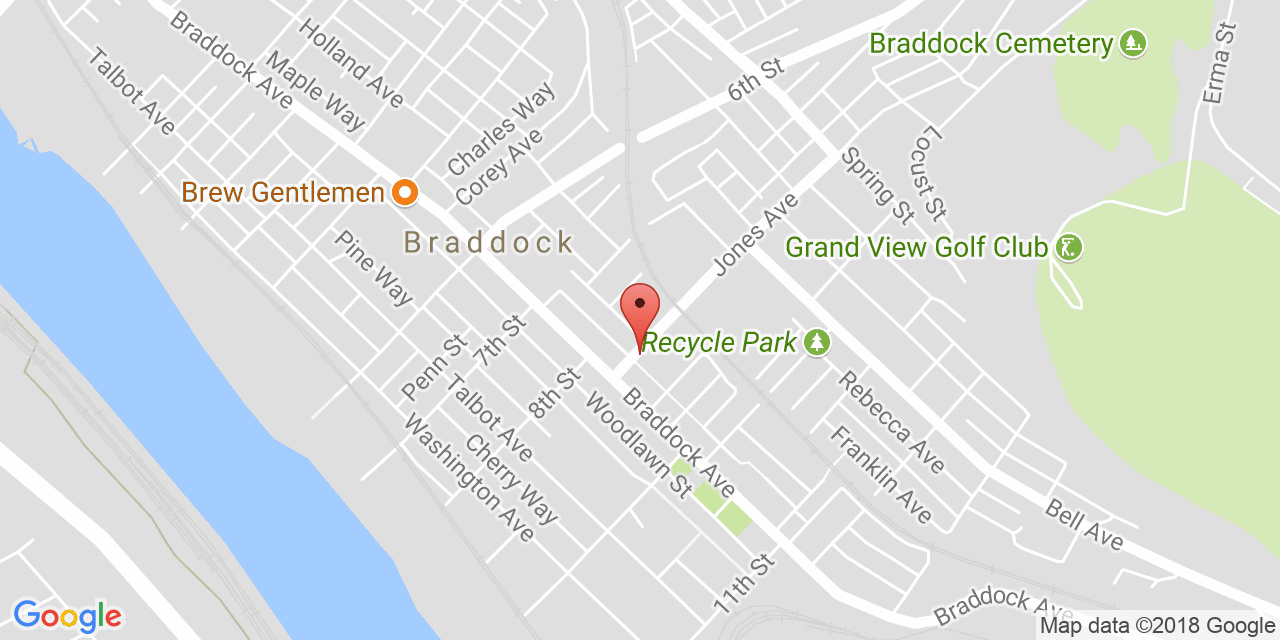 Braddock Ave
Holland Ave
Braddock Cemetery
Erma St
Talbot Ave
Maple Way
6th St
Charles Way
Corey Ave
Locust St
Spring St
Brew Gentlemen
Braddock
Jones Ave
Grand View Golf Club
Pine Way
Recycle Park
7th St
Penn St
8th St
Talbot Ave
Woodlawn St
Braddock Ave
Rebecca Ave
Franklin Ave
Washington Ave
Cherry Way
Bell Ave
11th St
Braddock Ave
Google
Map data ©2018 Google